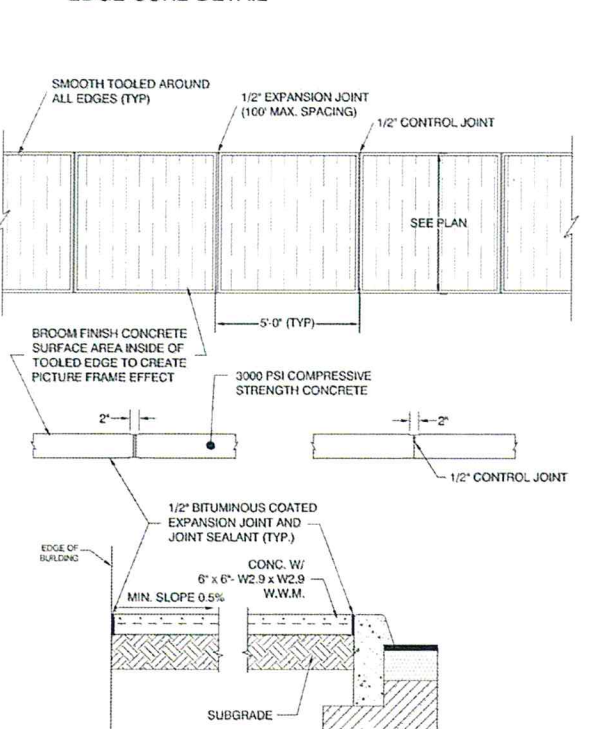 SMOOTH TOOLED AROUND
ALL EDGES (TYP)
1/2" EXPANSION JOINT
(100' MAX. SPACING)
1/2" CONTROL JOINT
SEE PLAN
5'-0" (TYP)
BROOM FINISH CONCRETE
SURFACE AREA INSIDE OF
TOOLED EDGE TO CREATE
PICTURE FRAME EFFECT
3000 PSI COMPRESSIVE
STRENGTH CONCRETE
2"
2"
1/2" CONTROL JOINT
1/2" BITUMINOUS COATED
EXPANSION JOINT AND
JOINT SEALANT (TYP.)
EDGE OF
BUILDING
CONC. W/
6" x 6"- W2.9 x W2.9
W.W.M.
MIN. SLOPE 0.5%
SUBGRADE